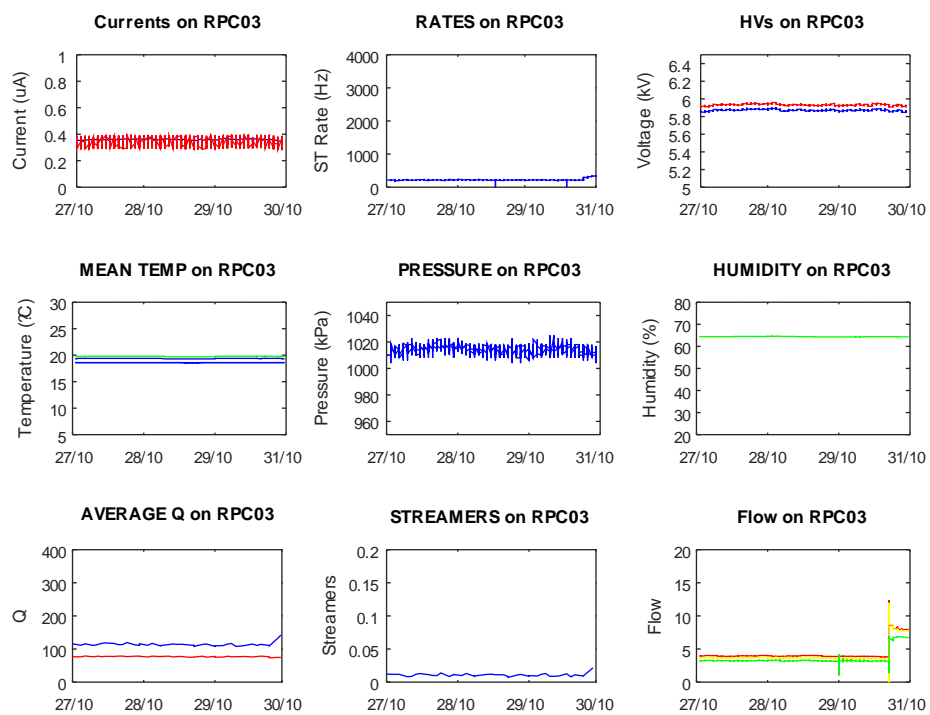 Currents on RPC03
RATES on RPC03
HVs on RPC03
Current (uA)
1
0.8
0.6
0.4
0.2
0
27/10 28/10 29/10 30/10
ST Rate (Hz)
4000
3000
2000
1000
0
27/10 28/10 29/10 31/10
Voltage (kV)
6.4
6.2
6
5.8
5.6
5.4
5.2
5
27/10 28/10 29/10 30/10
MEAN TEMP on RPC03
PRESSURE on RPC03
HUMIDITY on RPC03
Temperature (?C)
30
25
20
15
10
5
27/10 28/10 29/10 30/10
Pressure (kPa)
1040
1020
1000
980
960
27/10 28/10 29/10 31/10
Humidity (%)
80
70
60
50
40
30
20
27/10 28/10 29/10 31/10
AVERAGE Q on RPC03
STREAMERS on RPC03
Flow on RPC03
Q
400
300
200
100
0
27/10 28/10 29/10 30/10
Streamers
0.2
0.15
0.1
0.05
0
27/10 28/10 29/10 30/10
Flow
20
15
10
5
0
27/10 28/10 29/10 31/10